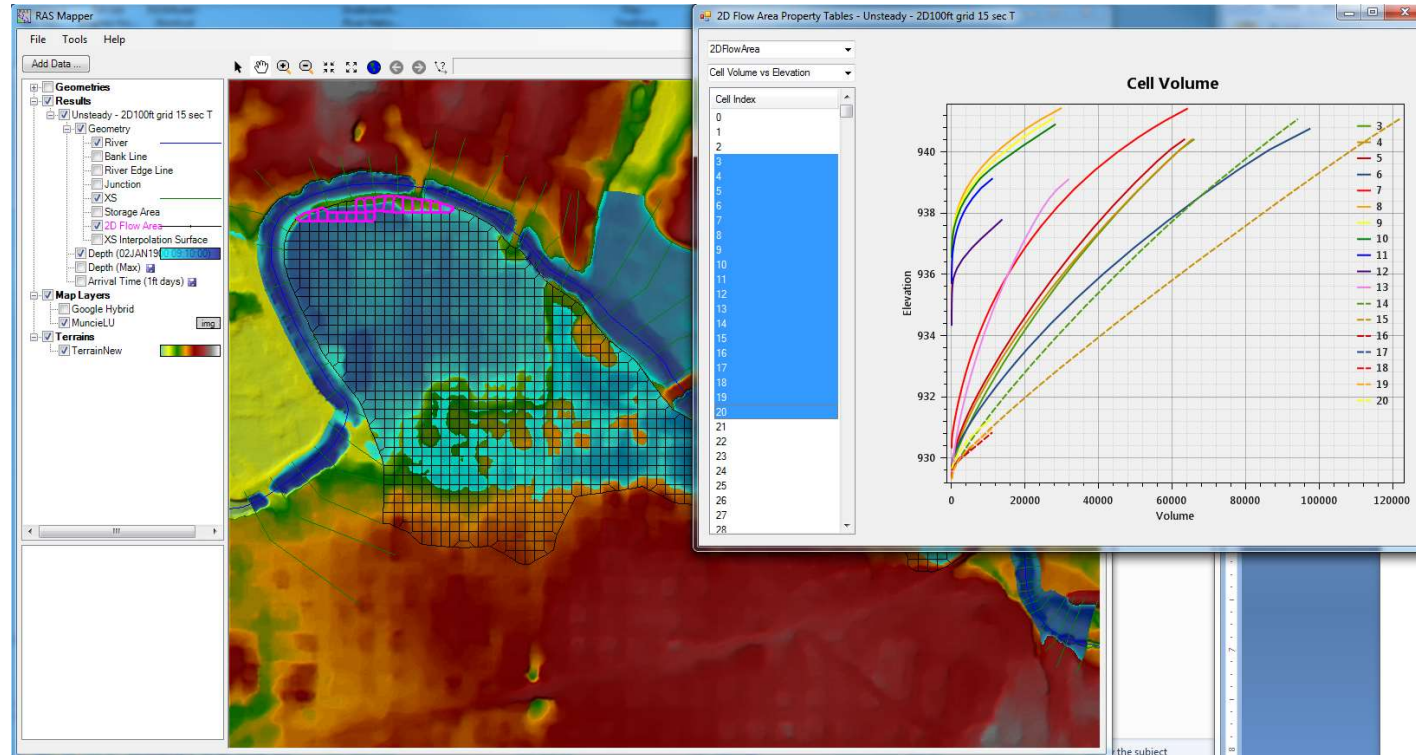 RAS Mapper
File Tools Help
Add Data ...
Geometries
Results
Unsteady - 2D100ft grid 15 sec T
Geometry
River
Bank Line
River Edge Line
Junction
XS
Storage Area
2D Flow Area
XS Interpolation Surface
Depth (02JAN1900 09:10:00)
Depth (Max)
Arrival Time (1ft days)
Map Layers
Google Hybrid
MuncieLU img
Terrains
TerrainNew
2D Flow Area Property Tables - Unsteady - 2D100ft grid 15 sec T
2DFlowArea
Cell Volume vs Elevation
Cell Index
0
1
2
3
4
5
6
7
8
9
10
11
12
13
14
15
16
17
18
19
20
21
22
23
24
25
26
27
28
Cell Volume
Elevation
940
938
936
934
932
930
0 20000 40000 60000 80000 100000 120000
Volume
3
4
5
6
7
8
9
10
11
12
13
14
15
16
17
18
19
20
7
8
the subject